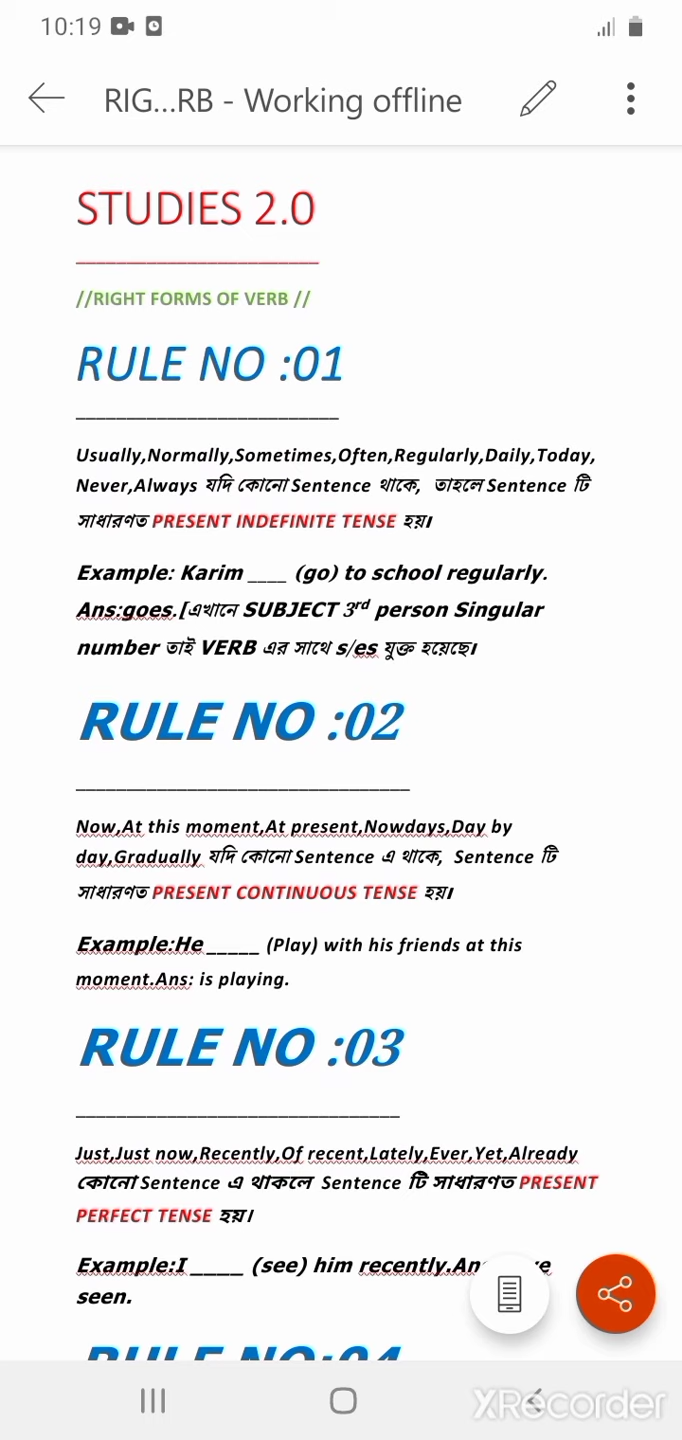 10:19
RIG...RB - Working offline
STUDIES 2.0
//RIGHT FORMS OF VERB //
RULE NO :01
Usually,Normally,Sometimes,Often,Regularly,Daily,Today,
Never,Always যদি কোনো Sentence থাকে, তাহলে Sentence টি
সাধারণত PRESENT INDEFINITE TENSE হয়।
Example: Karim ____ (go) to school regularly.
Ans:goes.[এখানে SUBJECT 3rd person Singular
number তাই VERB এর সাথে s/es যুক্ত হয়েছে।
RULE NO :02
Now,At this moment,At present,Nowdays,Day by
day,Gradually যদি কোনো Sentence এ থাকে, Sentence টি
সাধারণত PRESENT CONTINUOUS TENSE হয়।
Example:He _____ (Play) with his friends at this
moment.Ans: is playing.
RULE NO :03
Just,Just now,Recently,Of recent,Lately,Ever,Yet,Already
কোনো Sentence এ থাকলে Sentence টি সাধারণত PRESENT
PERFECT TENSE হয়।
Example:I _____ (see) him recently.An
seen.
RULE NO:04
XRecorder